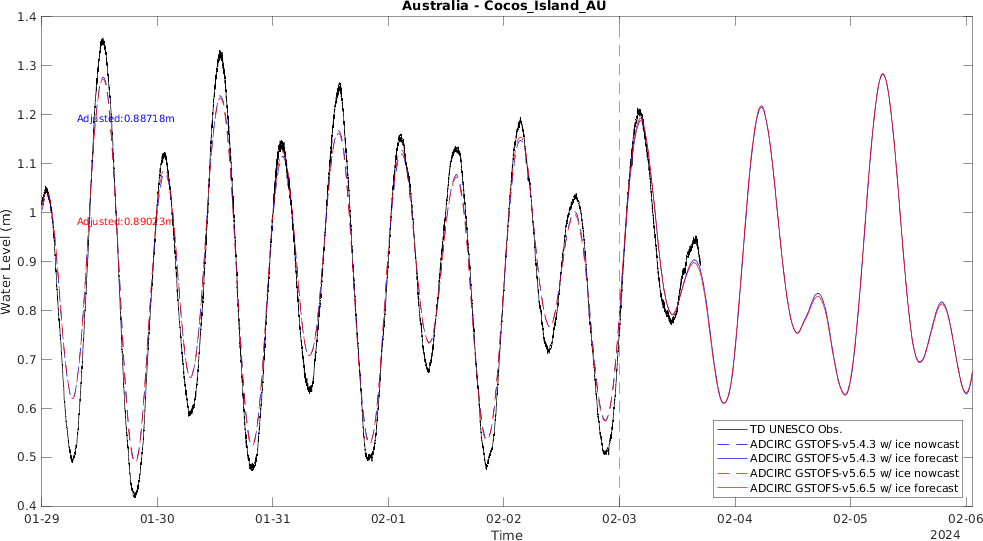 Australia - Cocos_Island_AU
1.4
1.3
1.2
1.1
1
0.9
0.8
0.7
0.6
0.5
0.4
Water Level (m)
Adjusted:0.88718m
Adjusted:0.89023m
TD UNESCO Obs.
ADCIRC GSTOFS-v5.4.3 w/ ice nowcast
ADCIRC GSTOFS-v5.4.3 w/ ice forecast
ADCIRC GSTOFS-v5.6.5 w/ ice nowcast
ADCIRC GSTOFS-v5.6.5 w/ ice forecast
01-29 01-30 01-31 02-01 02-02 02-03 02-04 02-05 02-06
Time
2024